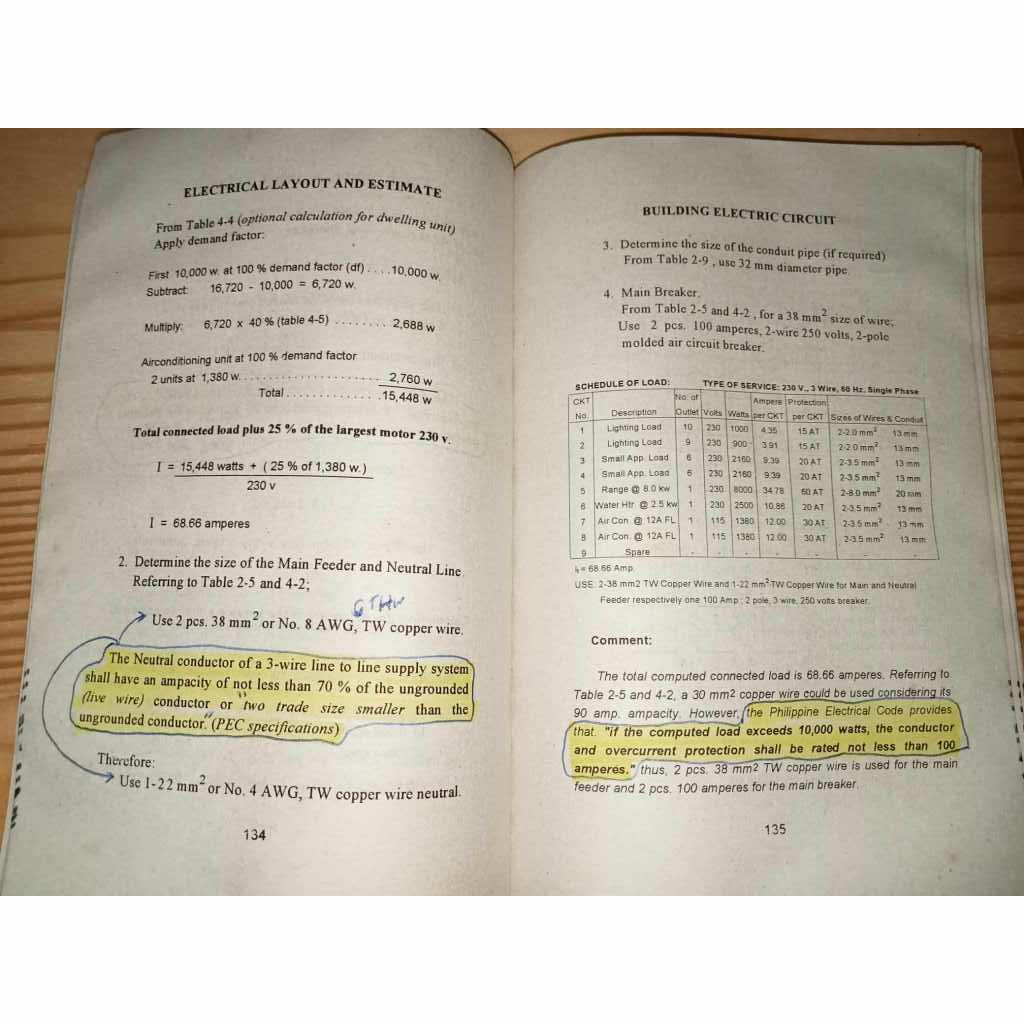 ELECTRICAL LAYOUT AND ESTIMATE
From Table 4-4 (optional calculation for dwelling unit)
Apply demand factor:
First 10,000 w. at 100 % demand factor (df) . . . . 10,000 w.
Subtract: 16,720 - 10,000 = 6,720 w.
Multiply: 6,720 x 40 % (table 4-5) . . . . . . . . 2,688 w
Airconditioning unit at 100 % demand factor
2 units at 1,380 w. . . . . . . . . . . . . . . . . . . . . 2,760 w
Total . . . . . . . . . . . . . 15,448 w
Total connected load plus 25 % of the largest motor 230 v.
I = 15,448 watts + ( 25 % of 1,380 w.)
230 v
I = 68.66 amperes
2. Determine the size of the Main Feeder and Neutral Line.
Referring to Table 2-5 and 4-2;
THW
Use 2 pcs. 38 mm2 or No. 8 AWG, TW copper wire.
The Neutral conductor of a 3-wire line to line supply system
shall have an ampacity of not less than 70 % of the ungrounded
(live wire) conductor or "two trade size smaller than the
ungrounded conductor." (PEC specifications)
Therefore:
Use 1-22 mm2 or No. 4 AWG, TW copper wire neutral.
134
BUILDING ELECTRIC CIRCUIT
3. Determine the size of the conduit pipe (if required)
From Table 2-9 , use 32 mm diameter pipe.
4. Main Breaker.
From Table 2-5 and 4-2 , for a 38 mm2 size of wire;
Use 2 pcs. 100 amperes, 2-wire 250 volts, 2-pole
molded air circuit breaker.
SCHEDULE OF LOAD: TYPE OF SERVICE: 230 V., 3 Wire, 60 Hz. Single Phase
CKT No. Description No. of Outlet Volts Watts Ampere per CKT Protection per CKT Sizes of Wires & Conduit
1 Lighting Load 10 230 1000 4.35 15 AT 2-2.0 mm2 13 mm
2 Lighting Load 9 230 900 3.91 15 AT 2-2.0 mm2 13 mm
3 Small App. Load 6 230 2160 9.39 20 AT 2-3.5 mm2 13 mm
4 Small App. Load 6 230 2160 9.39 20 AT 2-3.5 mm2 13 mm
5 Range @ 8.0 kw 1 230 8000 34.78 60 AT 2-8.0 mm2 20 mm
6 Water Htr. @ 2.5 kw 1 230 2500 10.86 20 AT 2-3.5 mm2 13 mm
7 Air Con. @ 12A FL 1 115 1380 12.00 30 AT 2-3.5 mm2 13 mm
8 Air Con. @ 12A FL 1 115 1380 12.00 30 AT 2-3.5 mm2 13 mm
9 Spare - - - - - - -
= 68.66 Amp.
USE: 2-38 mm2 TW Copper Wire and 1-22 mm2 TW Copper Wire for Main and Neutral
Feeder respectively one 100 Amp ; 2 pole, 3 wire, 250 volts breaker.
Comment:
The total computed connected load is 68.66 amperes. Referring to
Table 2-5 and 4-2, a 30 mm2 copper wire could be used considering its
90 amp. ampacity. However, the Philippine Electrical Code provides
that. "if the computed load exceeds 10,000 watts, the conductor
and overcurrent protection shall be rated not less than 100
amperes." thus, 2 pcs. 38 mm2 TW copper wire is used for the main
feeder and 2 pcs. 100 amperes for the main breaker.
135